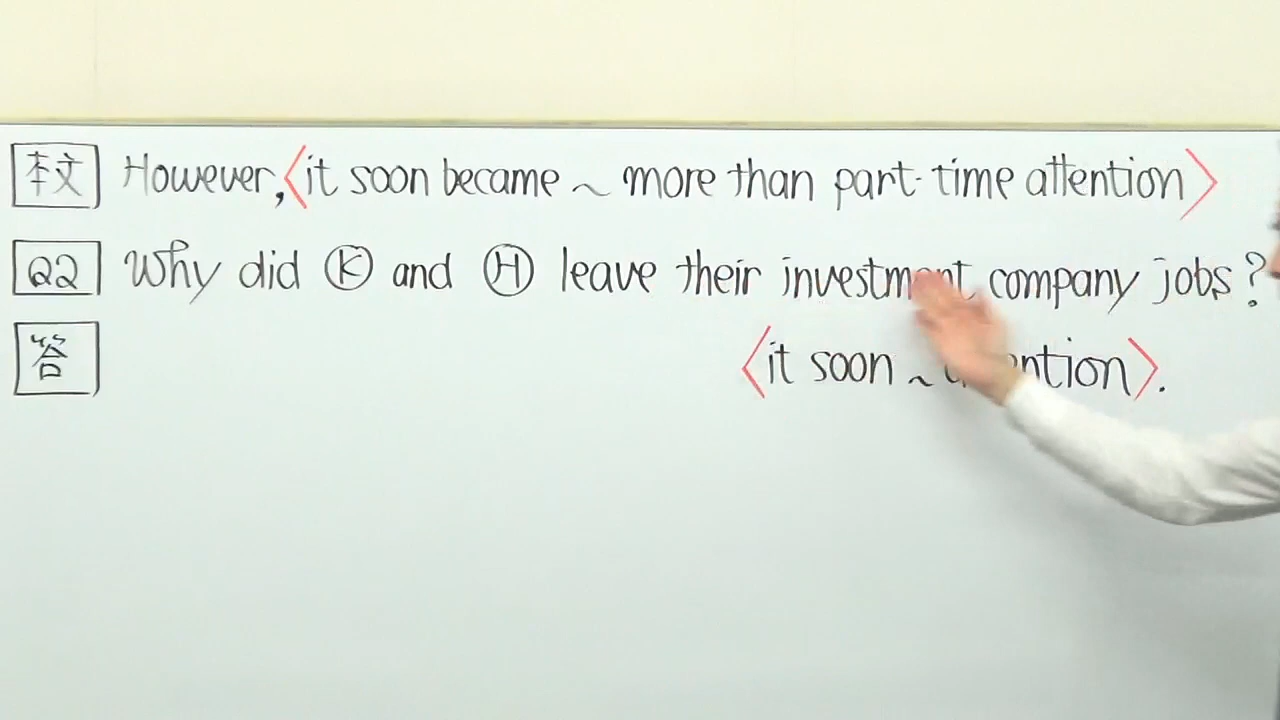 本文 However,〈it soon became ~ more than part-time attention〉
Q2 Why did Ⓚ and Ⓗ leave their investment company jobs?
答 〈it soon ~ 〉.